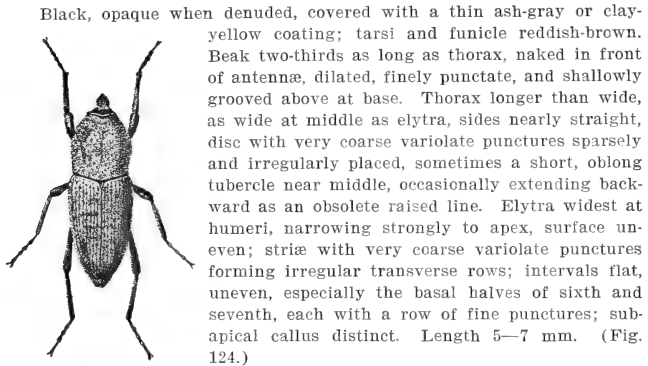 Black, opaque when denuded, covered with a thin ash-gray or clay-
yellow coating; tarsi and funicle reddish-brown.
Beak two-thirds as long as thorax, naked in front
of antennæ, dilated, finely punctate, and shallowly
grooved above at base. Thorax longer than wide,
as wide at middle as elytra, sides nearly straight,
disc with very coarse variolate punctures sparsely
and irregularly placed, sometimes a short, oblong
tubercle near middle, occasionally extending back-
ward as an obsolete raised line. Elytra widest at
humeri, narrowing strongly to apex, surface un-
even; striæ with very coarse variolate punctures
forming irregular transverse rows; intervals flat,
uneven, especially the basal halves of sixth and
seventh, each with a row of fine punctures; sub-
apical callus distinct. Length 5—7 mm. (Fig.
124.)